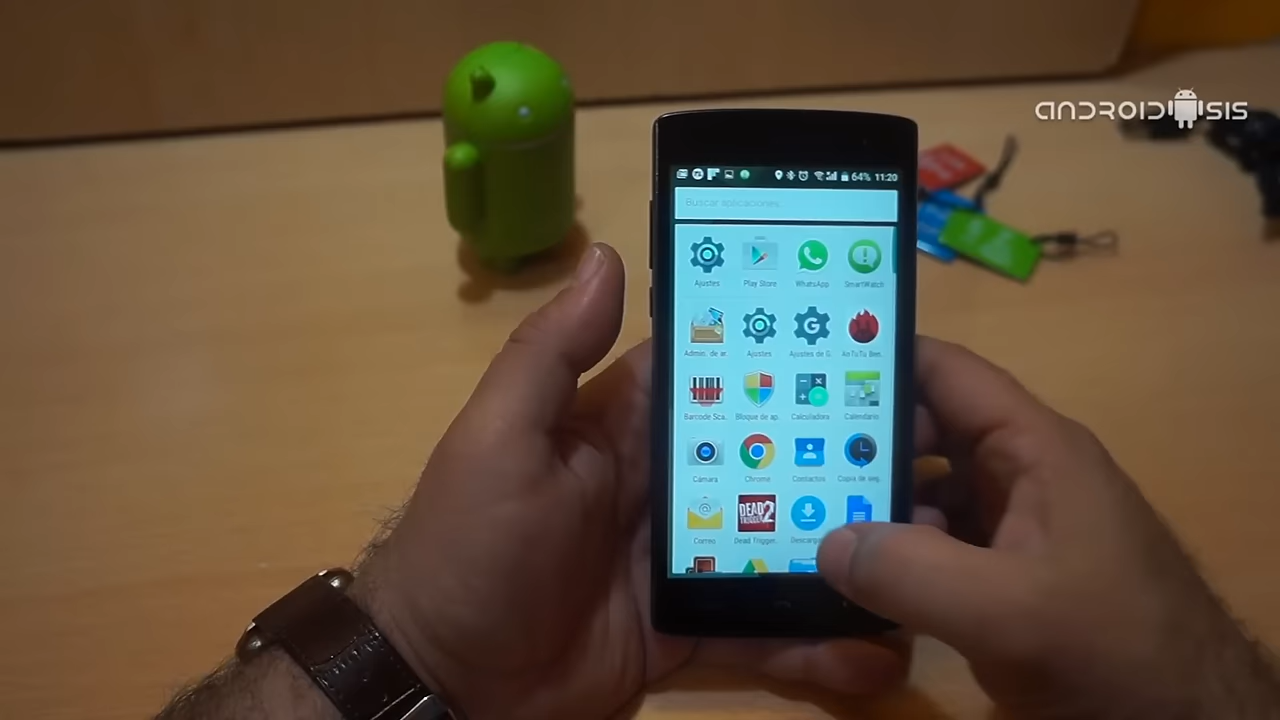 ANDROIDSIS
64% 11:20
Buscar aplicaciones
Ajustes Play Store WhatsApp SmartWatch
Admin. de ar. Ajustes Ajustes de G. AnTuTu Ben.
Barcode Sca. Bloque de ap. Calculadora Calendario
Cámara Chrome Contactos Copia de seg.
Correo Dead Trigger.
DEAD TRIGGER 2